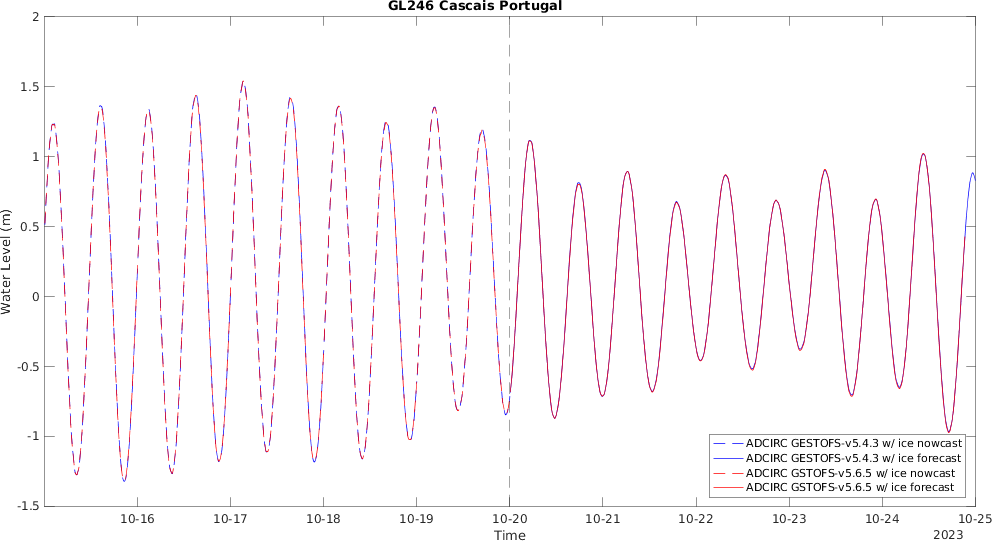 GL246 Cascais Portugal
2
1.5
1
0.5
0
-0.5
-1
-1.5
Water Level (m)
ADCIRC GESTOFS-v5.4.3 w/ ice nowcast
ADCIRC GESTOFS-v5.4.3 w/ ice forecast
ADCIRC GSTOFS-v5.6.5 w/ ice nowcast
ADCIRC GSTOFS-v5.6.5 w/ ice forecast
10-16 10-17 10-18 10-19 10-20 10-21 10-22 10-23 10-24 10-25
Time
2023